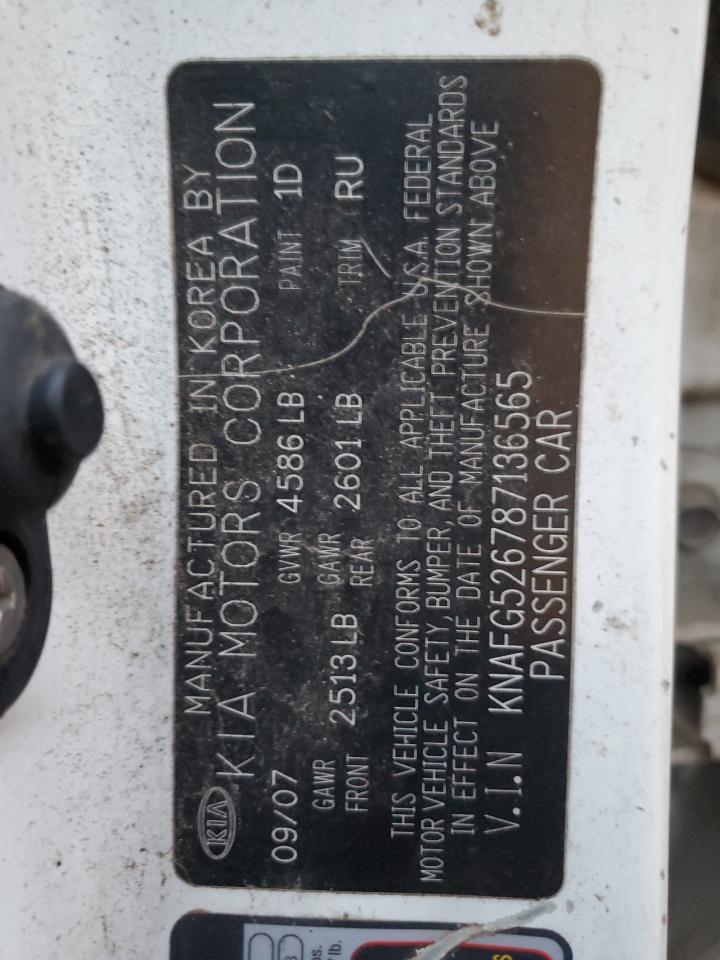 KIA
MANUFACTURED IN KOREA BY
KIA MOTORS CORPORATION
09/07 GVWR 4586 LB PAINT 1D
GAWR FRONT 2513 LB GAWR REAR 2601 LB TRIM RU
THIS VEHICLE CONFORMS TO ALL APPLICABLE U.S.A. FEDERAL
MOTOR VEHICLE SAFETY, BUMPER, AND THEFT PREVENTION STANDARDS
IN EFFECT ON THE DATE OF MANUFACTURE SHOWN ABOVE
V.I.N KNAFG526787136565
PASSENGER CAR